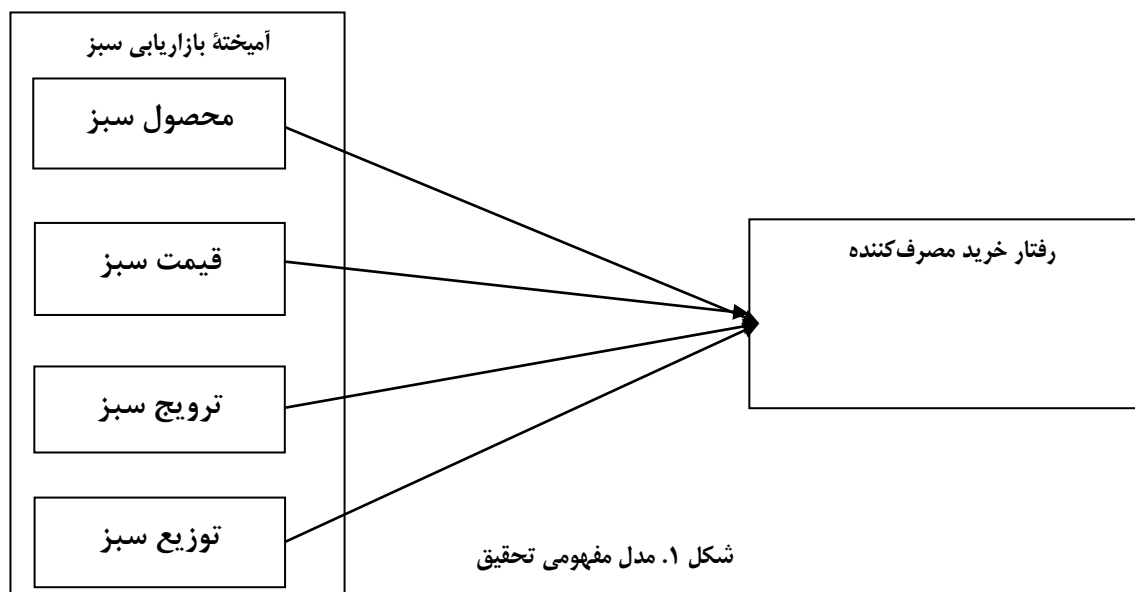 آمیختۀ بازاریابی سبز
محصول سبز
قیمت سبز
ترویج سبز
توزیع سبز
رفتار خرید مصرف‌کننده
شکل ۱. مدل مفهومی تحقیق